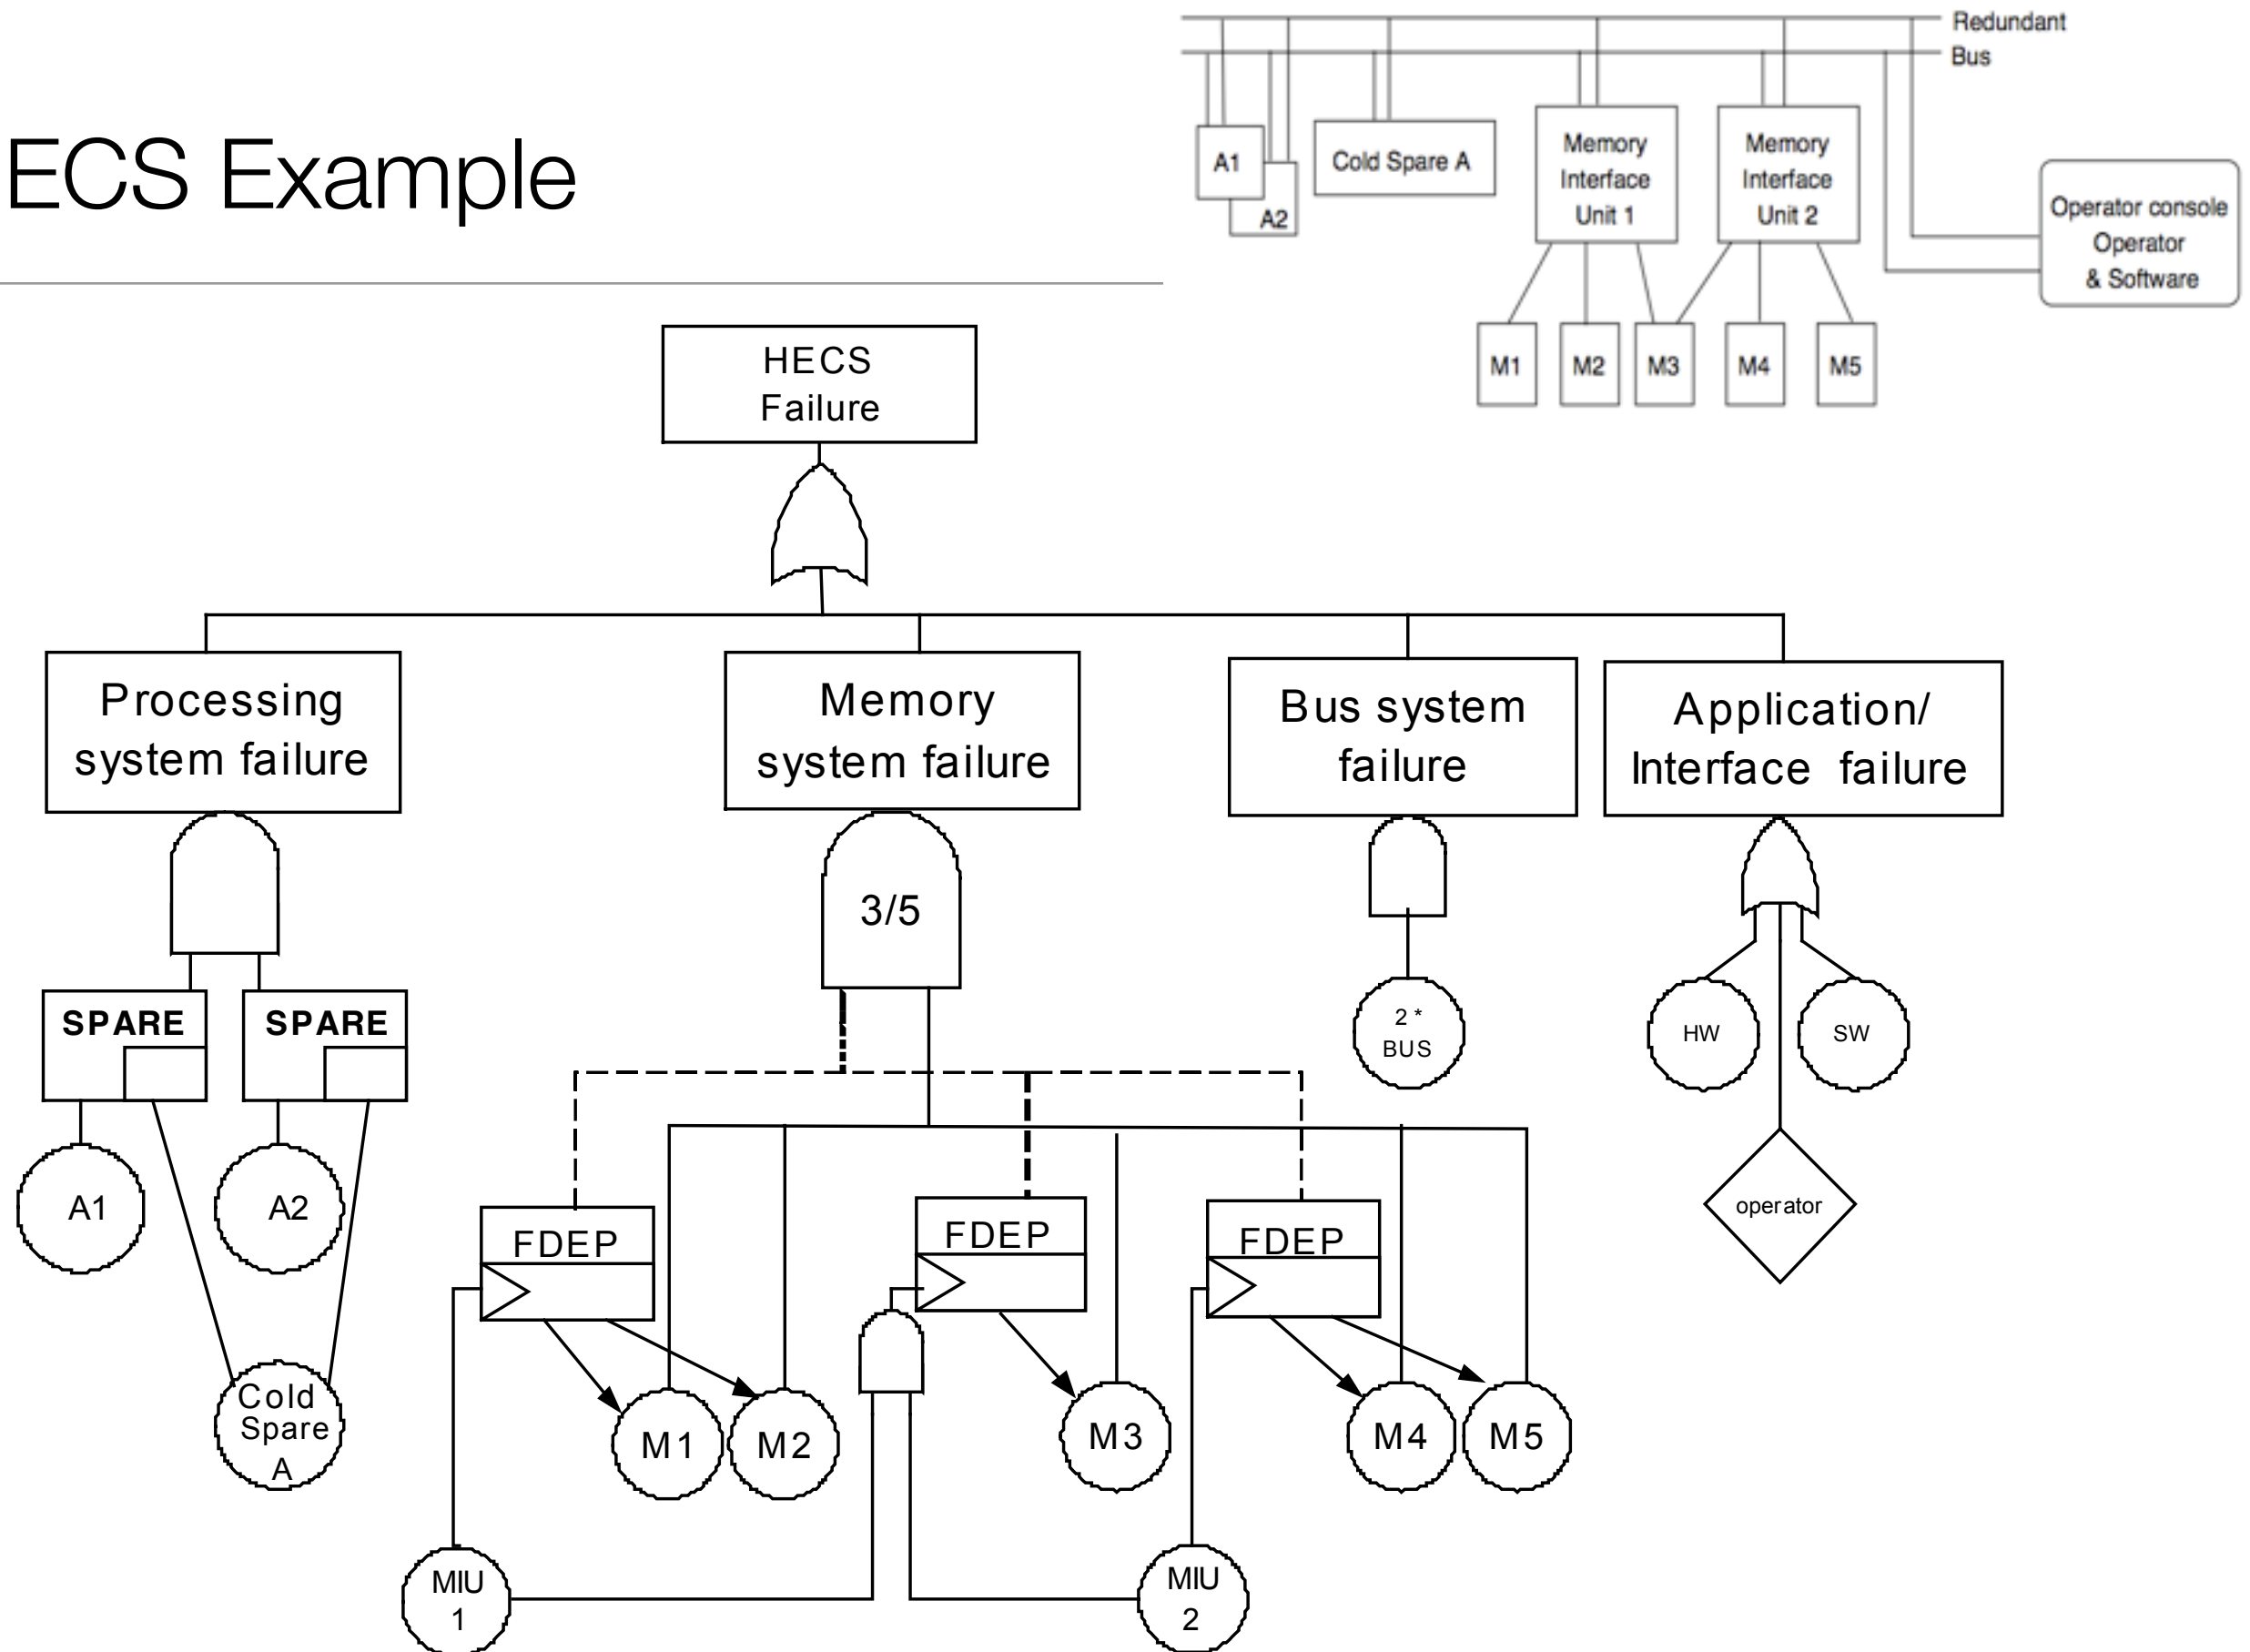 ECS Example
Redundant
Bus
A1
A2
Cold Spare A
Memory
Interface
Unit 1
Memory
Interface
Unit 2
Operator console
Operator
& Software
M1
M2
M3
M4
M5
HECS
Failure
Processing
system failure
Memory
system failure
Bus system
failure
Application/
Interface failure
3/5
SPARE
SPARE
2 *
BUS
HW
SW
A1
A2
operator
FDEP
FDEP
FDEP
Cold
Spare
A
M1
M2
M3
M4
M5
MIU
1
MIU
2